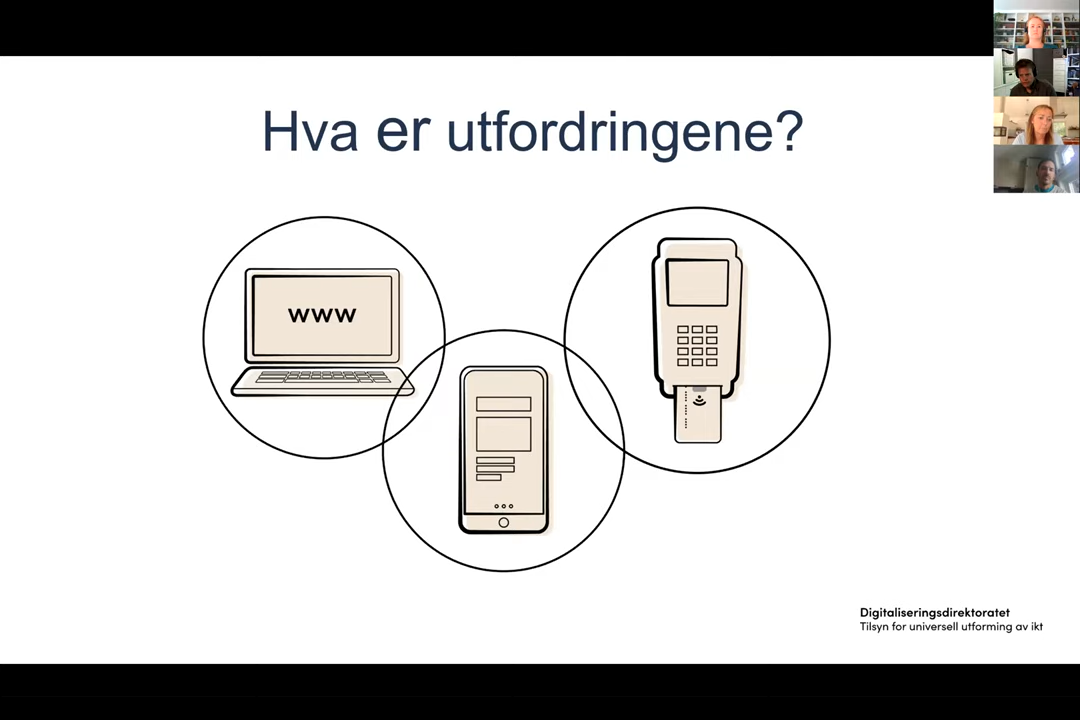 Hva er utfordringene?
www
Digitaliseringsdirektoratet
Tilsyn for universell utforming av ikt